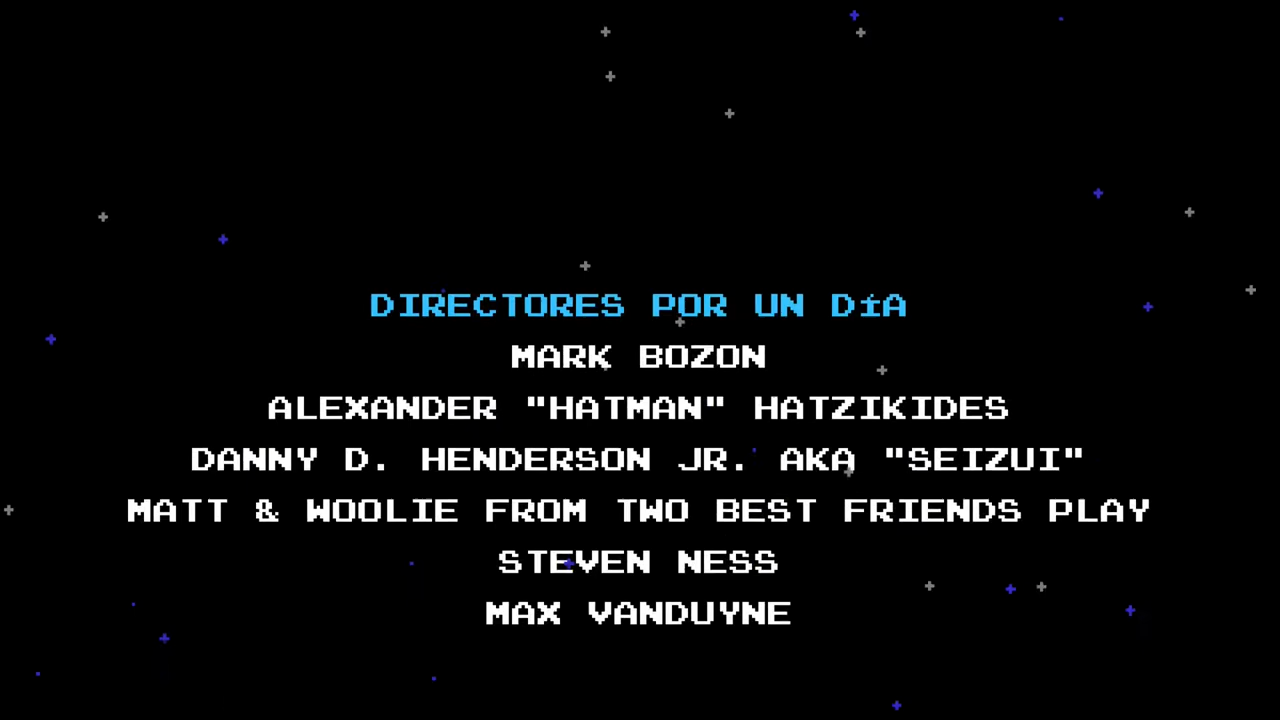 DIRECTORES POR UN DíA
MARK BOZON
ALEXANDER "HATMAN" HATZIKIDES
DANNY D. HENDERSON JR. AKA "SEIZUI"
MATT & WOOLIE FROM TWO BEST FRIENDS PLAY
STEVEN NESS
MAX VANDUYNE